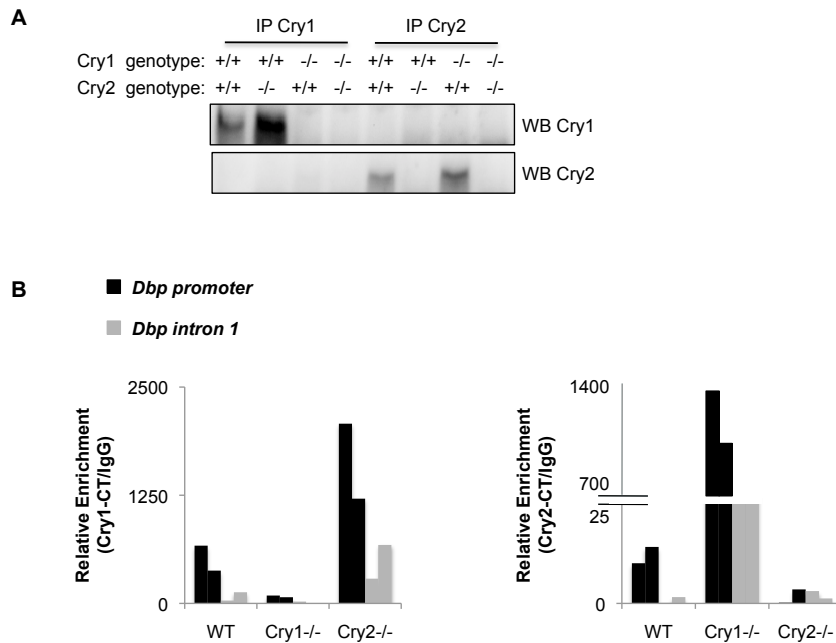 A
IP Cry1 IP Cry2
Cry1 genotype: +/+ +/+ -/- -/- +/+ +/+ -/- -/-
Cry2 genotype: +/+ -/- +/+ -/- +/+ -/- +/+ -/-
WB Cry1
WB Cry2
B
Dbp promoter
Dbp intron 1
Relative Enrichment
(Cry1-CT/IgG)
2500
1250
0
WT Cry1-/- Cry2-/-
Relative Enrichment
(Cry2-CT/IgG)
1400
700
25
0
WT Cry1-/- Cry2-/-